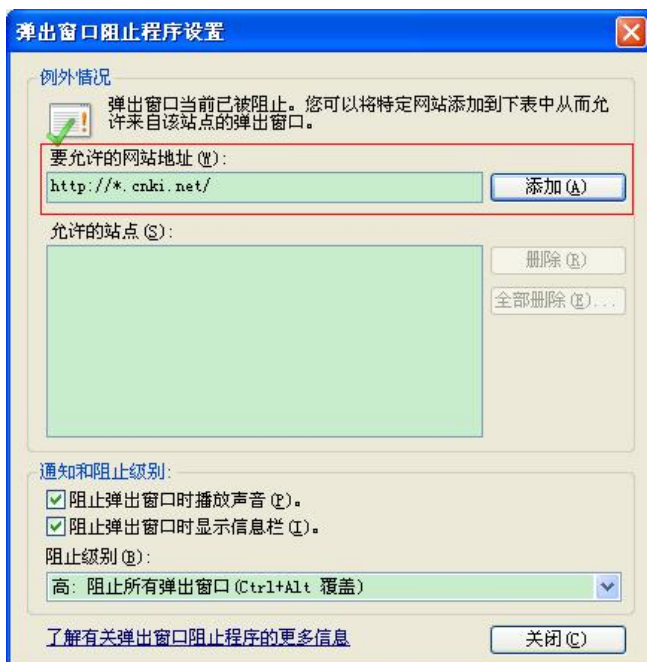 弹出窗口阻止程序设置
例外情况
弹出窗口当前已被阻止。您可以将特定网站添加到下表中从而允
许来自该站点的弹出窗口。
要允许的网站地址(W):
http://*.cnki.net/
添加(A)
允许的站点(S):
删除(R)
全部删除(E)...
通知和阻止级别:
阻止弹出窗口时播放声音(P)。
阻止弹出窗口时显示信息栏(I)。
阻止级别(B):
高: 阻止所有弹出窗口(Ctrl+Alt 覆盖)
了解有关弹出窗口阻止程序的更多信息
关闭(C)